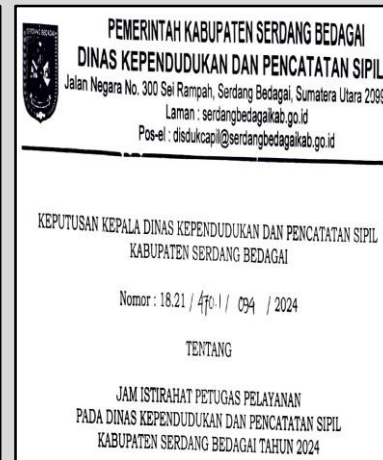 PEMERINTAH KABUPATEN SERDANG BEDAGAI
DINAS KEPENDUDUKAN DAN PENCATATAN SIPIL
Jalan Negara No. 300 Sei Rampah, Serdang Bedagai, Sumatera Utara 2099
Laman : serdangbedagaikab.go.id
Pos-el : disdukcapil@serdangbedagaikab.go.id
KEPUTUSAN KEPALA DINAS KEPENDUDUKAN DAN PENCATATAN SIPIL
KABUPATEN SERDANG BEDAGAI
Nomor : 18.21 / 470.1 / 094 / 2024
TENTANG
JAM ISTIRAHAT PETUGAS PELAYANAN
PADA DINAS KEPENDUDUKAN DAN PENCATATAN SIPIL
KABUPATEN SERDANG BEDAGAI TAHUN 2024